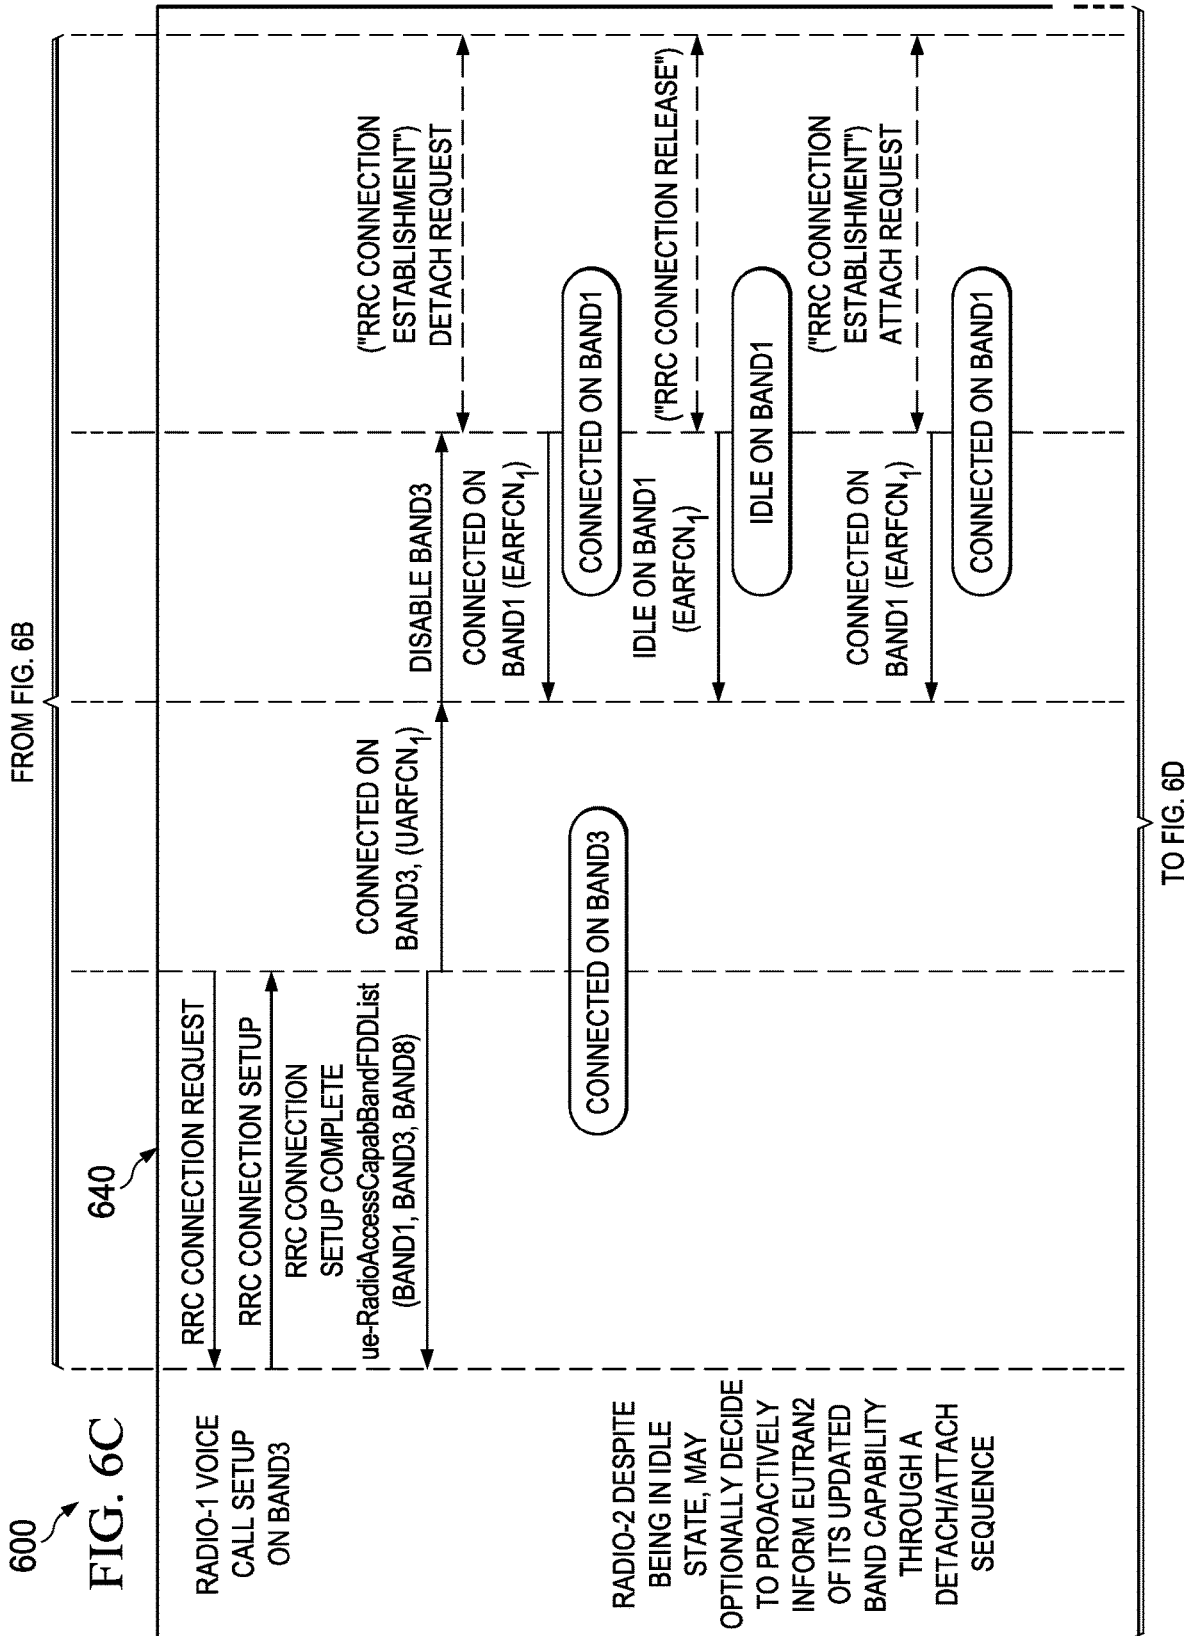 FROM FIG. 6B
600
FIG. 6C
640
RADIO-1 VOICE
CALL SETUP
ON BAND3
RRC CONNECTION REQUEST
RRC CONNECTION SETUP
RRC CONNECTION
SETUP COMPLETE
ue-RadioAccessCapabBandFDDList
(BAND1, BAND3, BAND8)
CONNECTED ON
BAND3, (UARFCN1)
DISABLE BAND3
("RRC CONNECTION
ESTABLISHMENT")
DETACH REQUEST
CONNECTED ON
BAND1 (EARFCN1)
CONNECTED ON BAND3
CONNECTED ON BAND1
RADIO-2 DESPITE
BEING IN IDLE
STATE, MAY
OPTIONALLY DECIDE
TO PROACTIVELY
INFORM EUTRAN2
OF ITS UPDATED
BAND CAPABILITY
THROUGH A
DETACH/ATTACH
SEQUENCE
IDLE ON BAND1
(EARFCN1)
("RRC CONNECTION RELEASE")
IDLE ON BAND1
("RRC CONNECTION
ESTABLISHMENT")
ATTACH REQUEST
CONNECTED ON
BAND1 (EARFCN1)
CONNECTED ON BAND1
TO FIG. 6D